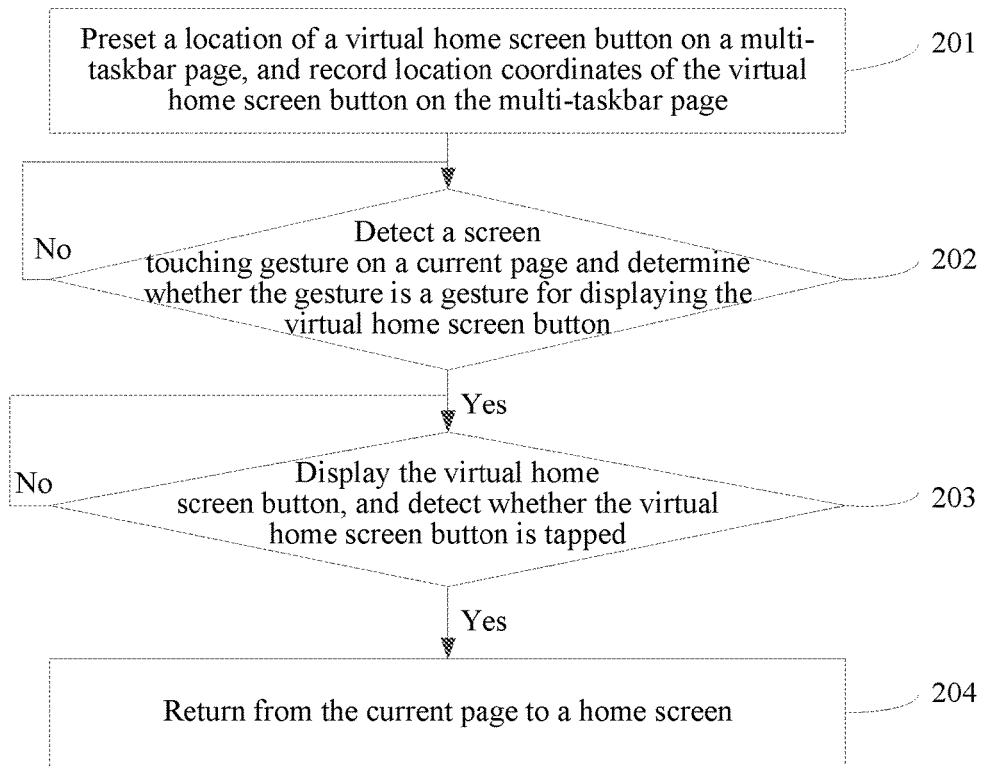 Preset a location of a virtual home screen button on a multi-
taskbar page, and record location coordinates of the virtual
home screen button on the multi-taskbar page
201
Detect a screen
touching gesture on a current page and determine
whether the gesture is a gesture for displaying the
virtual home screen button
No
202
Yes
Display the virtual home
screen button, and detect whether the virtual
home screen button is tapped
No
203
Yes
Return from the current page to a home screen
204